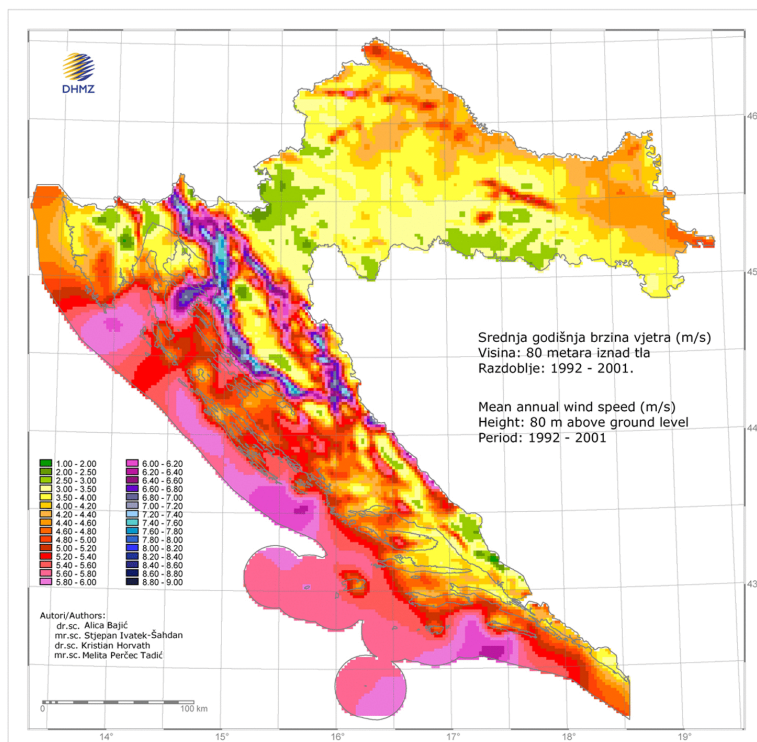 DHMZ
46
45
44
43
Srednja godišnja brzina vjetra (m/s)
Visina: 80 metara iznad tla
Razdoblje: 1992 - 2001.
Mean annual wind speed (m/s)
Height: 80 m above ground level
Period: 1992 - 2001
1.00 - 2.00 6.00 - 6.20
2.00 - 2.50 6.20 - 6.40
2.50 - 3.00 6.40 - 6.60
3.00 - 3.50 6.60 - 6.80
3.50 - 4.00 6.80 - 7.00
4.00 - 4.20 7.00 - 7.20
4.20 - 4.40 7.20 - 7.40
4.40 - 4.60 7.40 - 7.60
4.60 - 4.80 7.60 - 7.80
4.80 - 5.00 7.80 - 8.00
5.00 - 5.20 8.00 - 8.20
5.20 - 5.40 8.20 - 8.40
5.40 - 5.60 8.40 - 8.60
5.60 - 5.80 8.60 - 8.80
5.80 - 6.00 8.80 - 9.00
Autori/Authors:
dr.sc. Alica Bajić
mr.sc. Stjepan Ivatek-Šahdan
dr.sc. Kristian Horvath
mr.sc. Melita Perčec Tadić
0 100 km
14° 15° 16° 17° 18° 19°